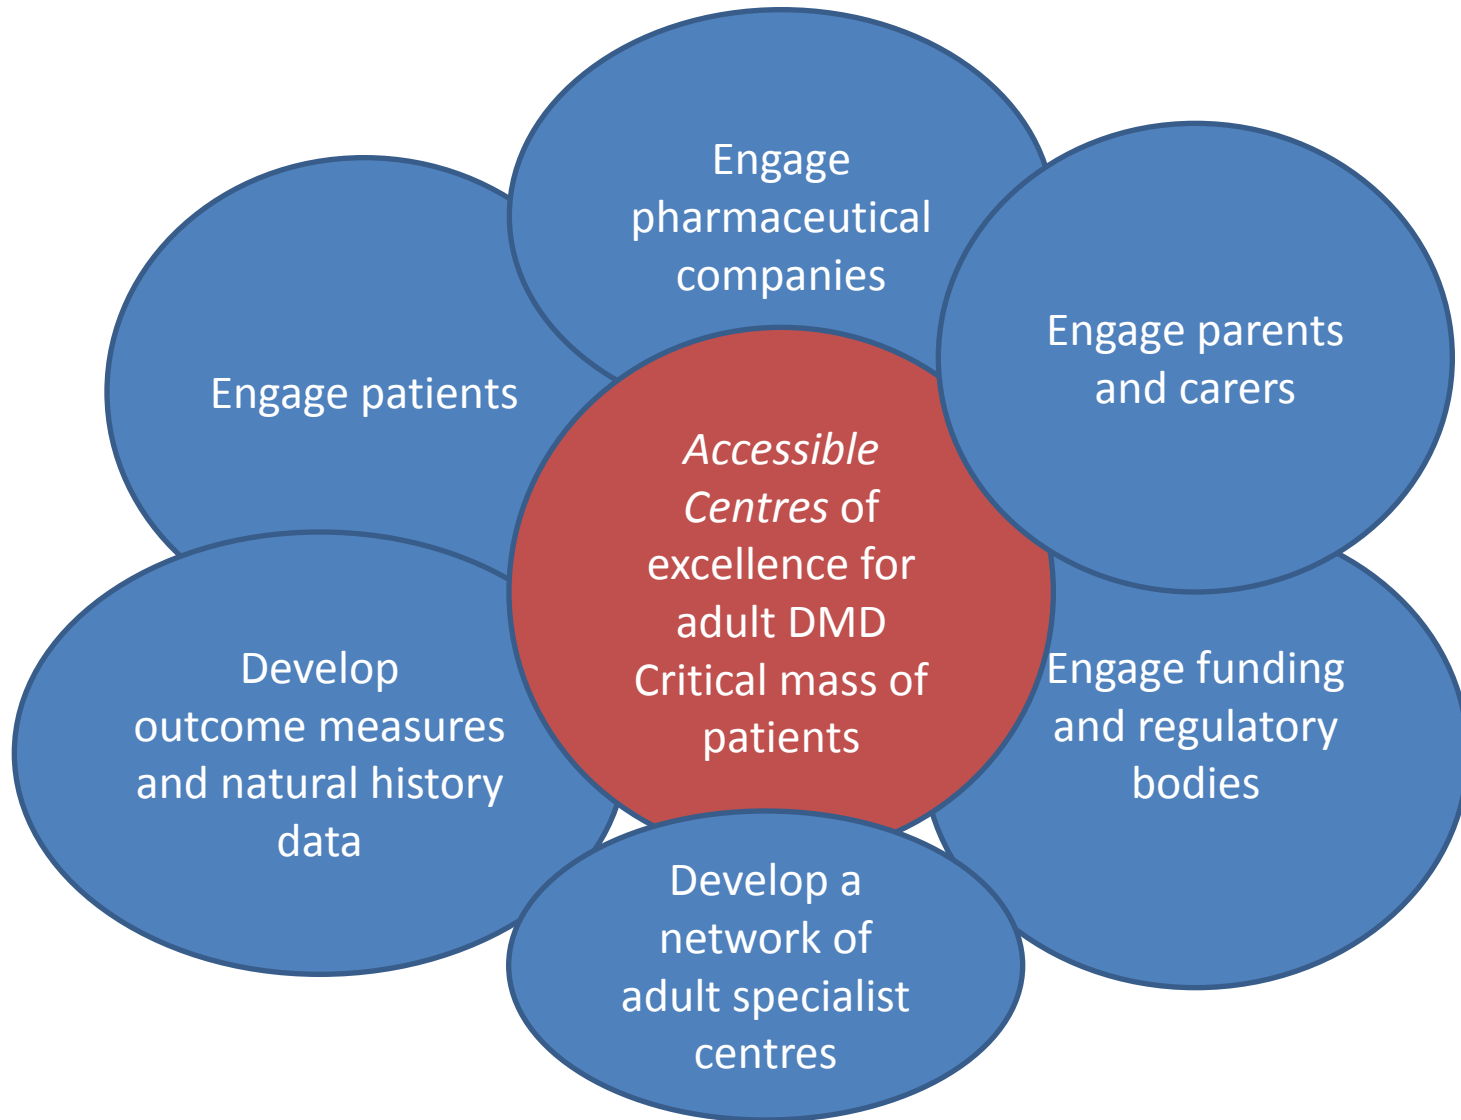 Engage
pharmaceutical
companies
Engage parents
and carers
Engage patients
Accessible
Centres of
excellence for
adult DMD
Critical mass of
patients
Develop
outcome measures
and natural history
data
Engage funding
and regulatory
bodies
Develop a
network of
adult specialist
centres